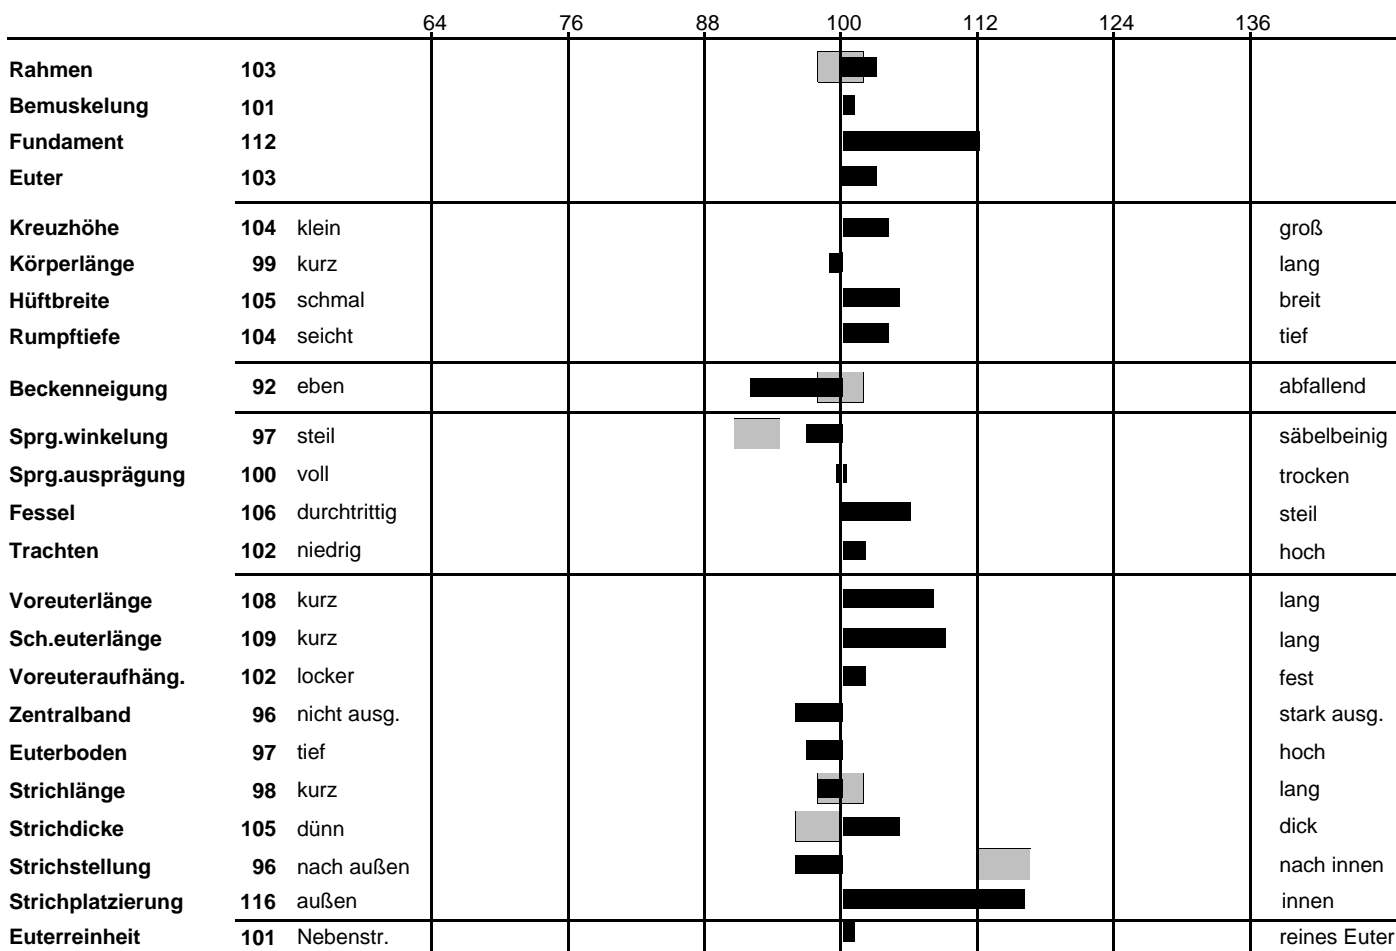 64 76 88 100 112 124 136
Rahmen 103
Bemuskelung 101
Fundament 112
Euter 103
Kreuzhöhe 104 klein groß
Körperlänge 99 kurz lang
Hüftbreite 105 schmal breit
Rumpftiefe 104 seicht tief
Beckenneigung 92 eben abfallend
Sprg.winkelung 97 steil säbelbeinig
Sprg.ausprägung 100 voll trocken
Fessel 106 durchtrittig steil
Trachten 102 niedrig hoch
Voreuterlänge 108 kurz lang
Sch.euterlänge 109 kurz lang
Voreuteraufhäng. 102 locker fest
Zentralband 96 nicht ausg. stark ausg.
Euterboden 97 tief hoch
Strichlänge 98 kurz lang
Strichdicke 105 dünn dick
Strichstellung 96 nach außen nach innen
Strichplatzierung 116 außen innen
Euterreinheit 101 Nebenstr. reines Euter